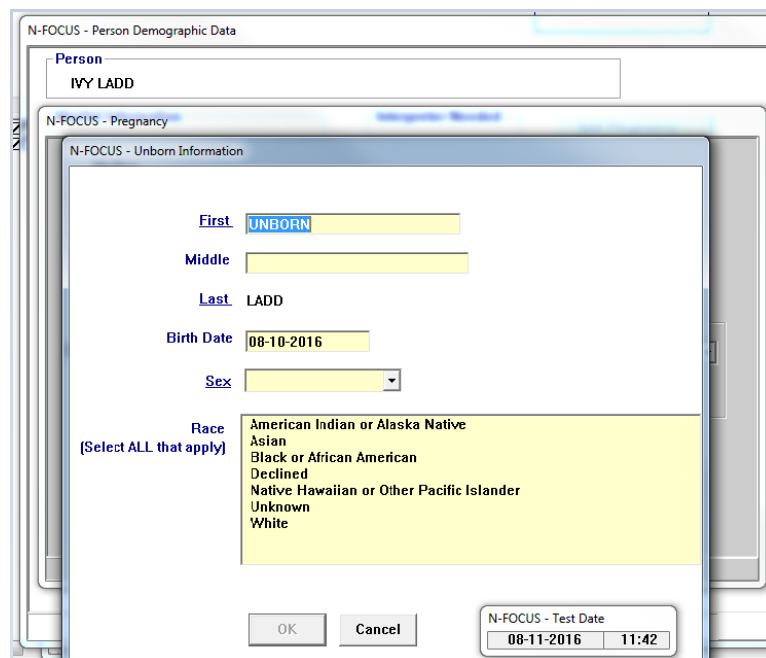 N-FOCUS - Person Demographic Data
Person
IVY LADD
N-FOCUS - Pregnancy
Interpreter Needed
N-FOCUS - Unborn Information
First UNBORN
Middle
Last LADD
Birth Date 08-10-2016
Sex
Race
(Select ALL that apply)
American Indian or Alaska Native
Asian
Black or African American
Declined
Native Hawaiian or Other Pacific Islander
Unknown
White
OK Cancel
N-FOCUS - Test Date
08-11-2016 11:42